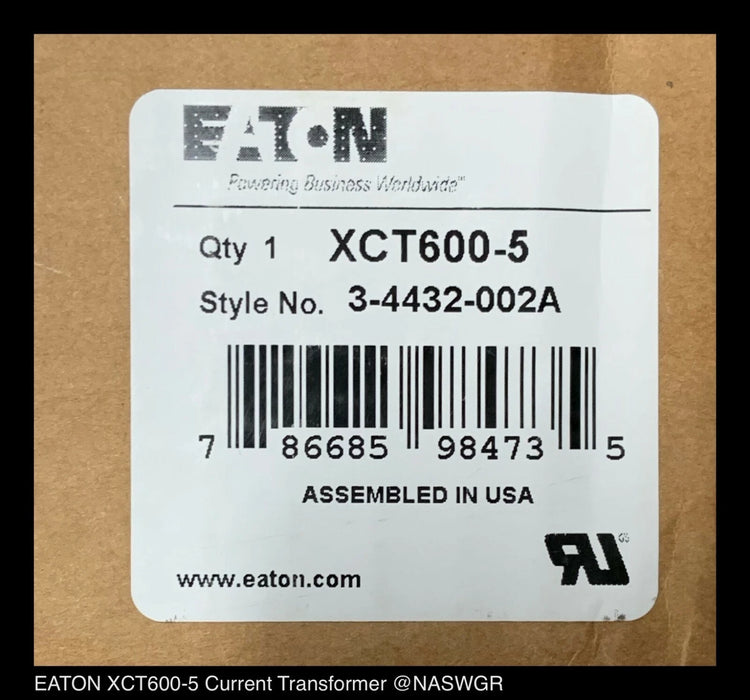 EATON
Powering Business Worldwide™
Qty 1 XCT600-5
Style No. 3-4432-002A
7 86685 98473 5
ASSEMBLED IN USA
RU
www.eaton.com
EATON XCT600-5 Current Transformer @NASWGR